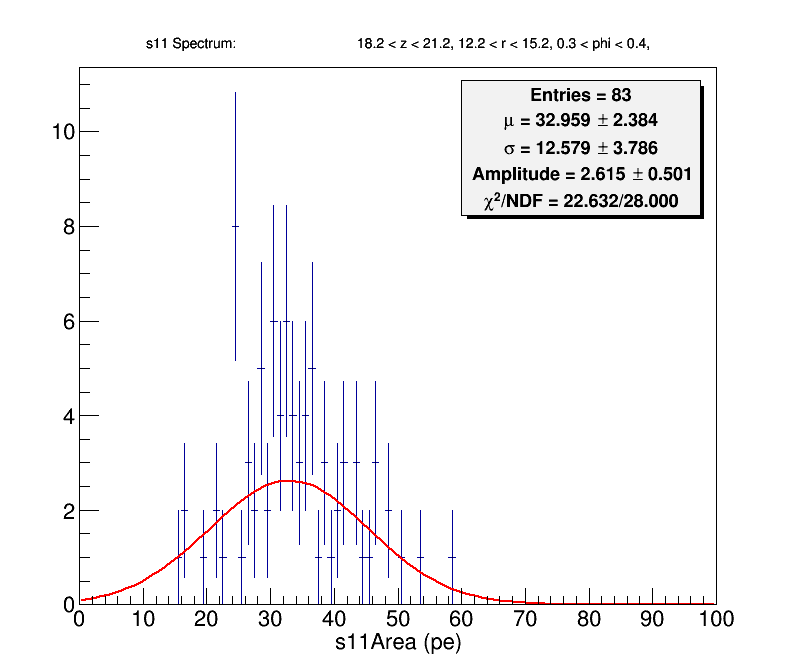 s11 Spectrum: 18.2 < z < 21.2, 12.2 < r < 15.2, 0.3 < phi < 0.4,
Entries = 83
μ = 32.959 ± 2.384
σ = 12.579 ± 3.786
Amplitude = 2.615 ± 0.501
χ²/NDF = 22.632/28.000
10
8
6
4
2
0
0 10 20 30 40 50 60 70 80 90 100
s11Area (pe)